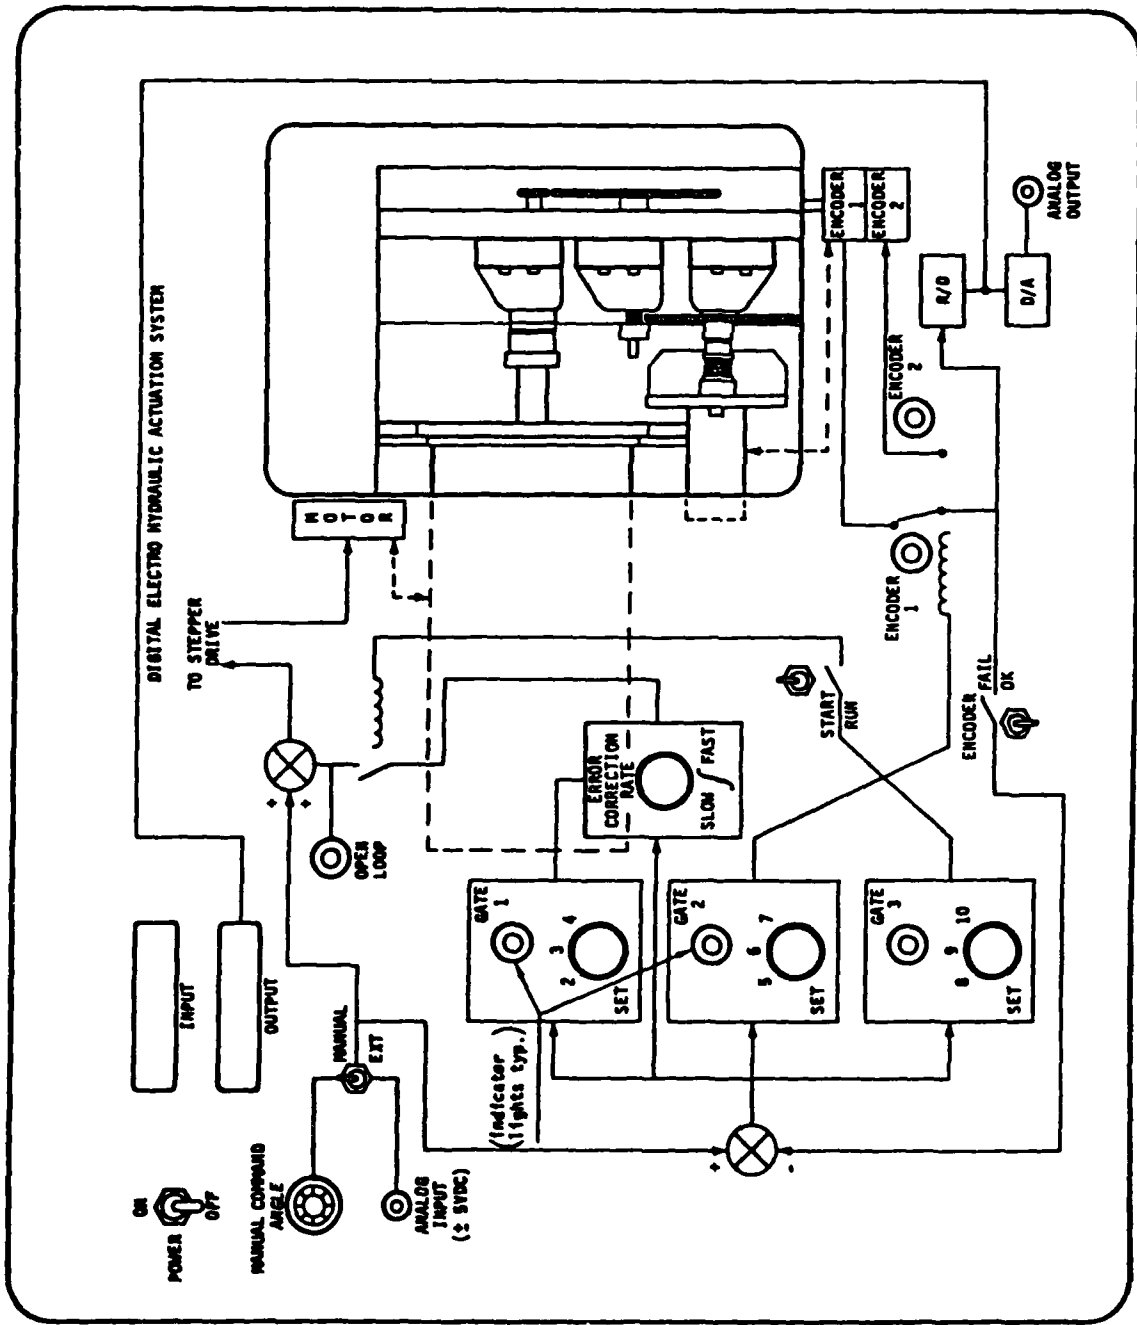 DIGITAL ELECTRO HYDRAULIC ACTUATION SYSTEM
POWER
ON
OFF
INPUT
OUTPUT
MANUAL COMMAND
ANGLE
MANUAL
EXT
ANALOG
INPUT
(± 5VDC)
(indicator
(lights typ.)
+
+
OPEN
LOOP
TO STEPPER
DRIVE
MOTOR
GATE
1
2 3 4
SET
GATE
2
5 6 7
SET
GATE
3
8 9 10
SET
ERROR
CORRECTION
RATE
SLOW
FAST
+
-
START
RUN
ENCODER
FAIL
OK
ENCODER
1
ENCODER
2
ENCODER
1
ENCODER
2
R/D
D/A
ANALOG
OUTPUT